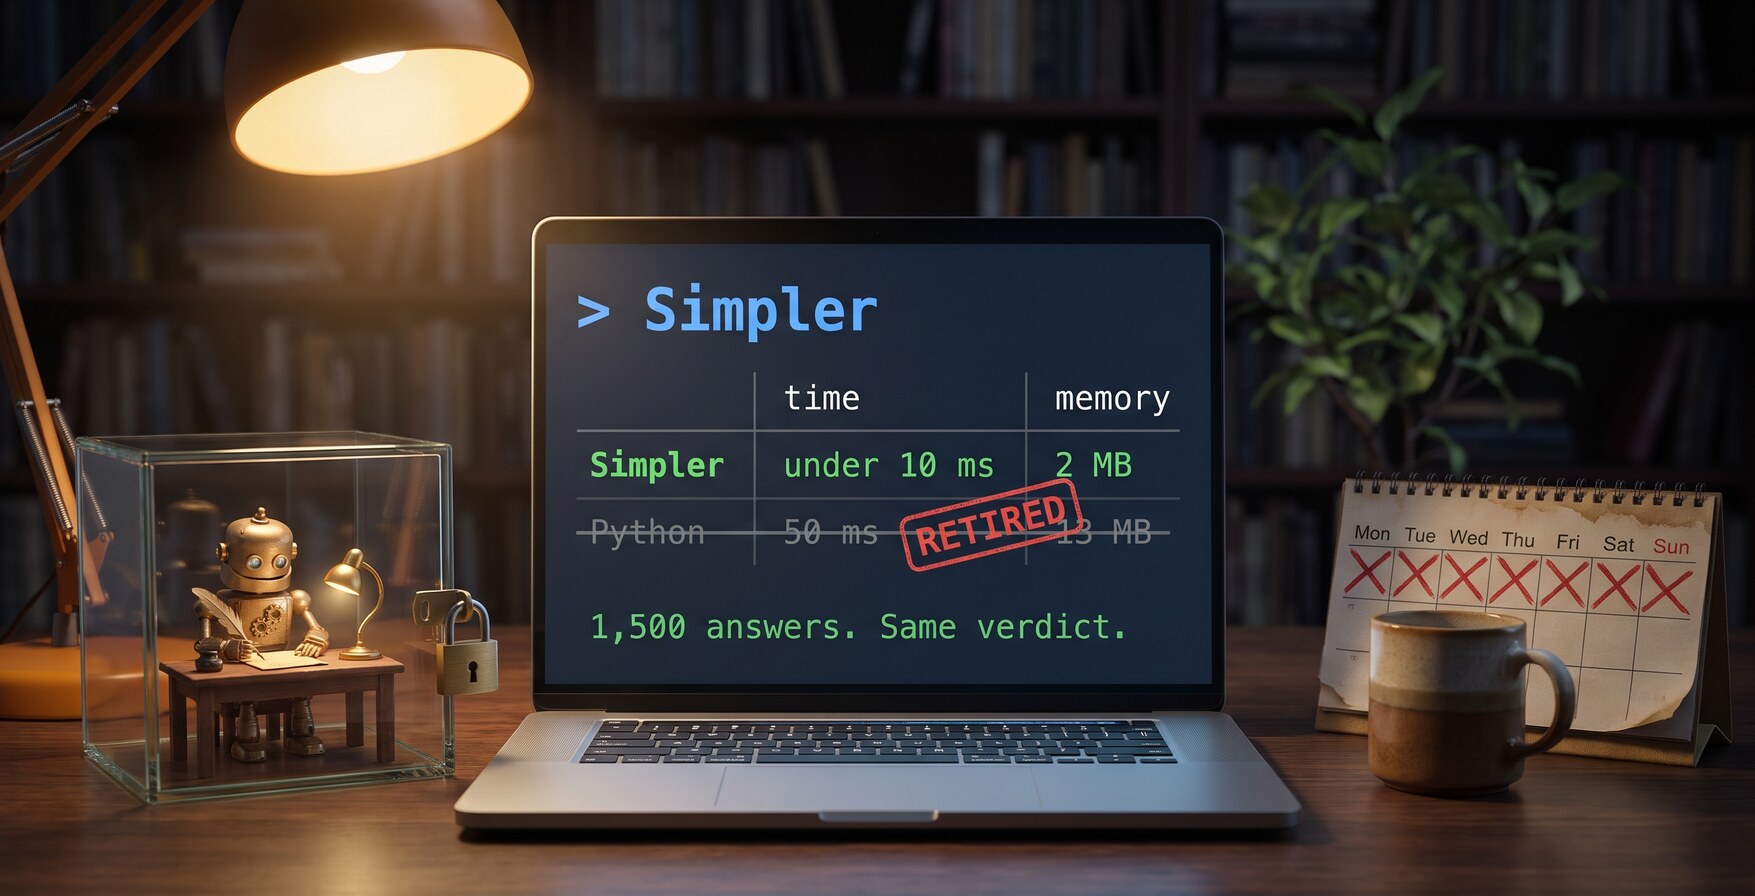 > Simpler
time memory
Simpler under 10 ms 2 MB
Python 50 ms 13 MB
RETIRED
1,500 answers. Same verdict.
Mon Tue Wed Thu Fri Sat Sun